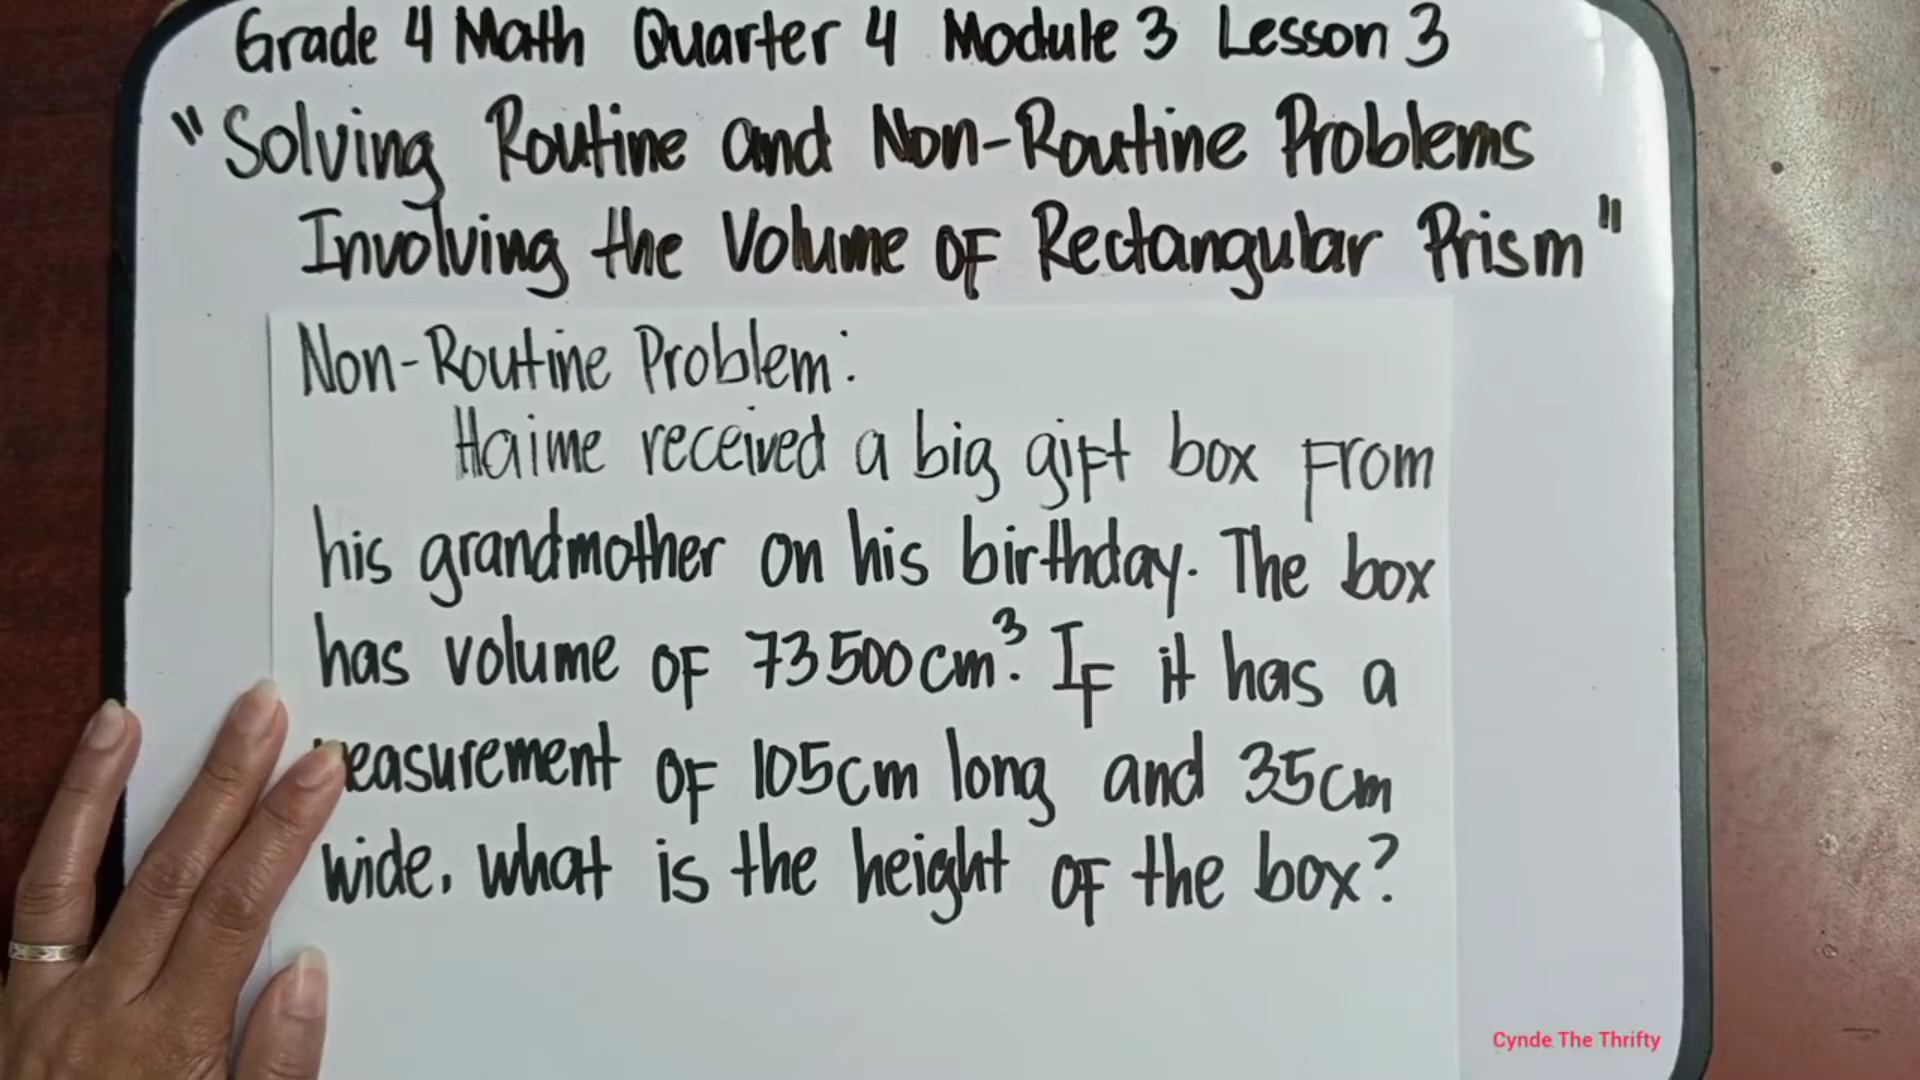 Grade 4 Math Quarter 4 Module 3 Lesson 3
"Solving Routine and Non-Routine Problems
Involving the Volume of Rectangular Prism"
Non-Routine Problem:
Haime received a big gift box from
his grandmother on his birthday. The box
has volume of 73500cm³. If it has a
measurement of 105cm long and 35cm
wide, what is the height of the box?
Cynde The Thrifty